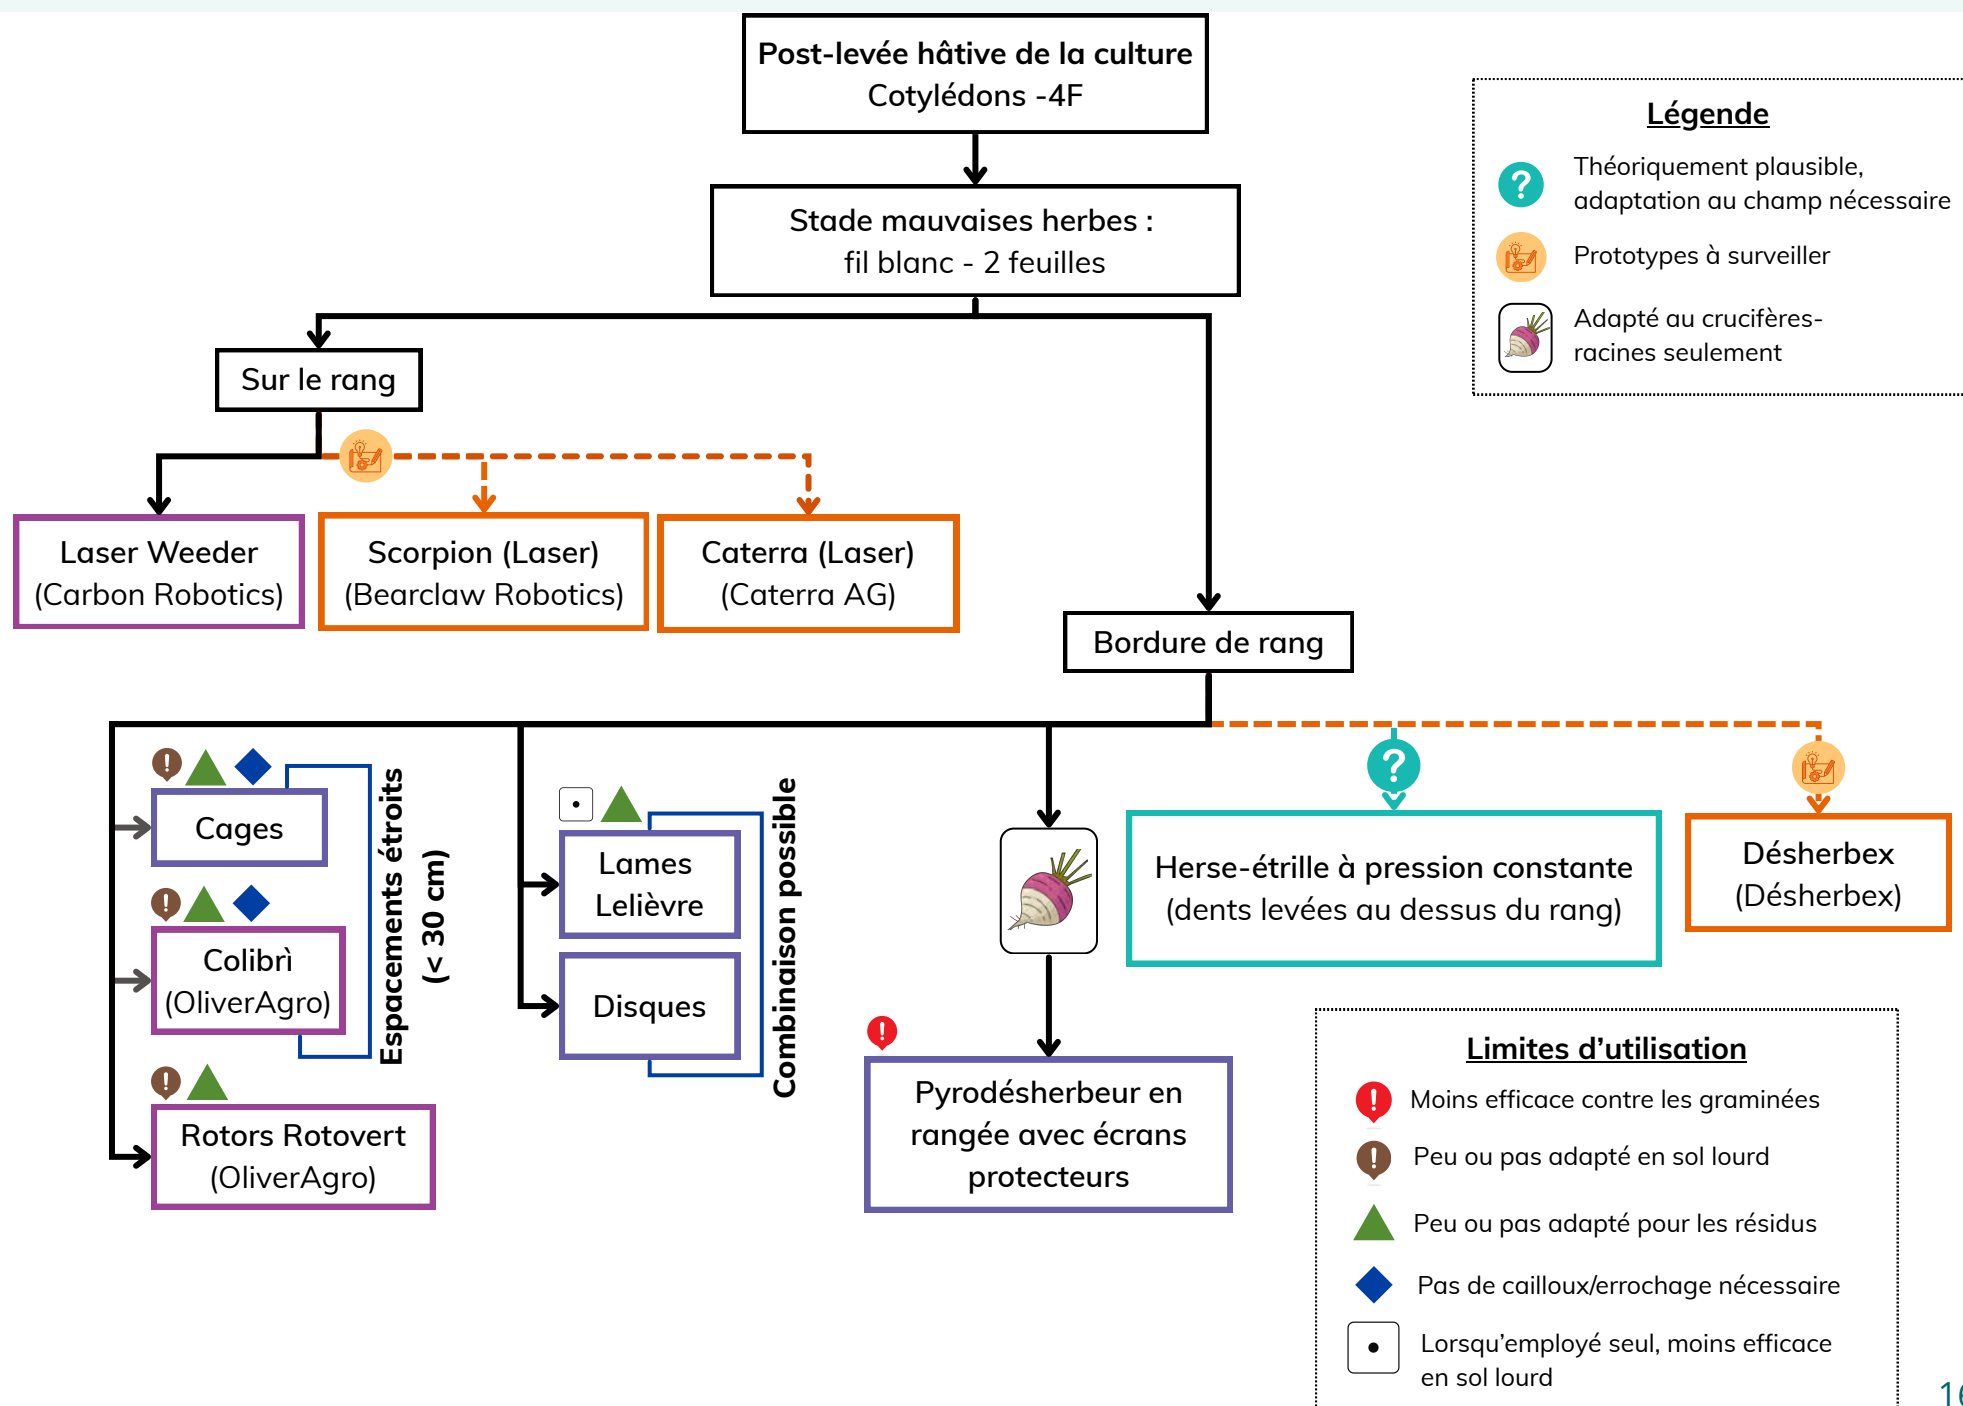 Post-levée hâtive de la culture
Cotylédons -4F
Légende
Théoriquement plausible,
adaptation au champ nécessaire
Prototypes à surveiller
Adapté au crucifères-
racines seulement
Stade mauvaises herbes :
fil blanc - 2 feuilles
Sur le rang
Laser Weeder
(Carbon Robotics)
Scorpion (Laser)
(Bearclaw Robotics)
Caterra (Laser)
(Caterra AG)
Bordure de rang
Cages
Colibrì
(OliverAgro)
Espacements étroits
(< 30 cm)
Rotors Rotovert
(OliverAgro)
Lames
Lelièvre
Disques
Combinaison possible
Pyrodésherbeur en
rangée avec écrans
protecteurs
Herse-étrille à pression constante
(dents levées au dessus du rang)
Désherbex
(Désherbex)
Limites d’utilisation
Moins efficace contre les graminées
Peu ou pas adapté en sol lourd
Peu ou pas adapté pour les résidus
Pas de cailloux/errochage nécessaire
Lorsqu’employé seul, moins efficace
en sol lourd
16